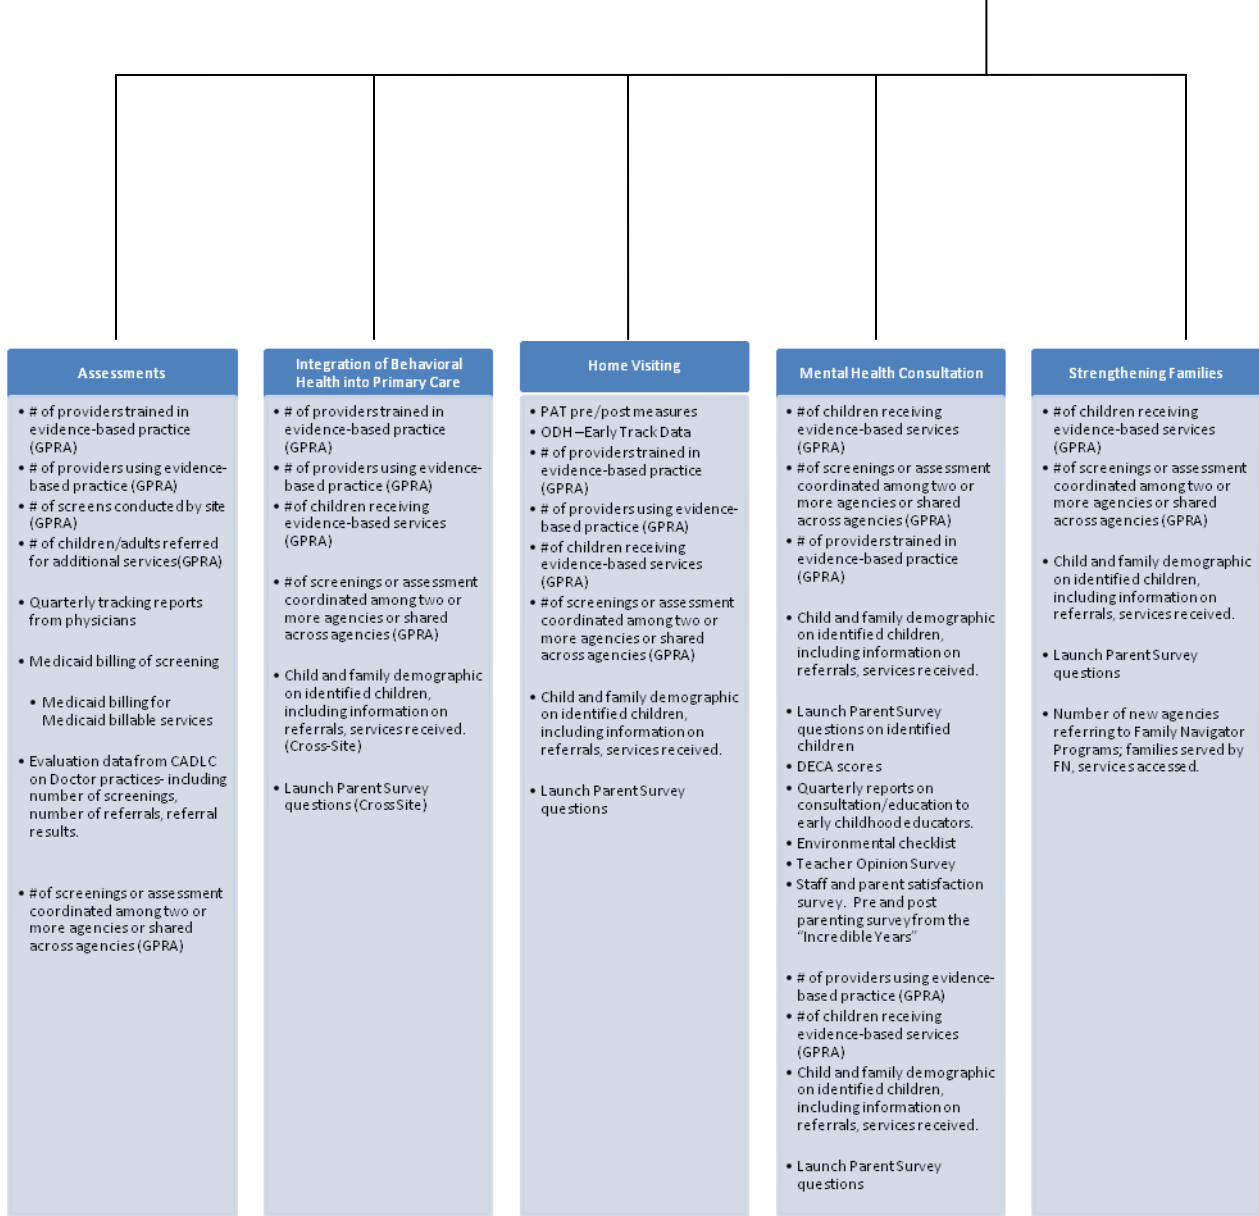 Assessments
• # of providers trained in
evidence-based practice
(GPRA)
• # of providers using evidence-
based practice (GPRA)
• # of screens conducted by site
(GPRA)
• # of children/adults referred
for additional services(GPRA)
• Quarterly tracking reports
from physicians
• Medicaid billing of screening
• Medicaid billing for
Medicaid billable services
• Evaluation data from CADLC
on Doctor practices- including
number of screenings,
number of referrals, referral
results.
• #of screenings or assessment
coordinated among two or
more agencies or shared
across agencies (GPRA)
Integration of Behavioral
Health into Primary Care
• # of providers trained in
evidence-based practice
(GPRA)
• # of providers using evidence-
based practice (GPRA)
• #of children receiving
evidence-based services
(GPRA)
• #of screenings or assessment
coordinated among two or
more agencies or shared
across agencies (GPRA)
• Child and family demographic
on identified children,
including information on
referrals, services received.
(Cross-Site)
• Launch Parent Survey
questions (Cross Site)
Home Visiting
• PAT pre/post measures
• ODH –Early Track Data
• # of providers trained in
evidence-based practice
(GPRA)
• # of providers using evidence-
based practice (GPRA)
• #of children receiving
evidence-based services
(GPRA)
• #of screenings or assessment
coordinated among two or
more agencies or shared
across agencies (GPRA)
• Child and family demographic
on identified children,
including information on
referrals, services received.
• Launch Parent Survey
questions
Mental Health Consultation
• #of children receiving
evidence-based services
(GPRA)
• #of screenings or assessment
coordinated among two or
more agencies or shared
across agencies (GPRA)
• # of providers trained in
evidence-based practice
(GPRA)
• Child and family demographic
on identified children,
including information on
referrals, services received.
• Launch Parent Survey
questions on identified
children
• DECA scores
• Quarterly reports on
consultation/education to
early childhood educators.
• Environmental checklist
• Teacher Opinion Survey
• Staff and parent satisfaction
survey. Pre and post
parenting survey from the
“Incredible Years”
• # of providers using evidence-
based practice (GPRA)
• #of children receiving
evidence-based services
(GPRA)
• Child and family demographic
on identified children,
including information on
referrals, services received.
• Launch Parent Survey
questions
Strengthening Families
• #of children receiving
evidence-based services
(GPRA)
• #of screenings or assessment
coordinated among two or
more agencies or shared
across agencies (GPRA)
• Child and family demographic
on identified children,
including information on
referrals, services received.
• Launch Parent Survey
questions
• Number of new agencies
referring to Family Navigator
Programs; families served by
FN, services accessed.